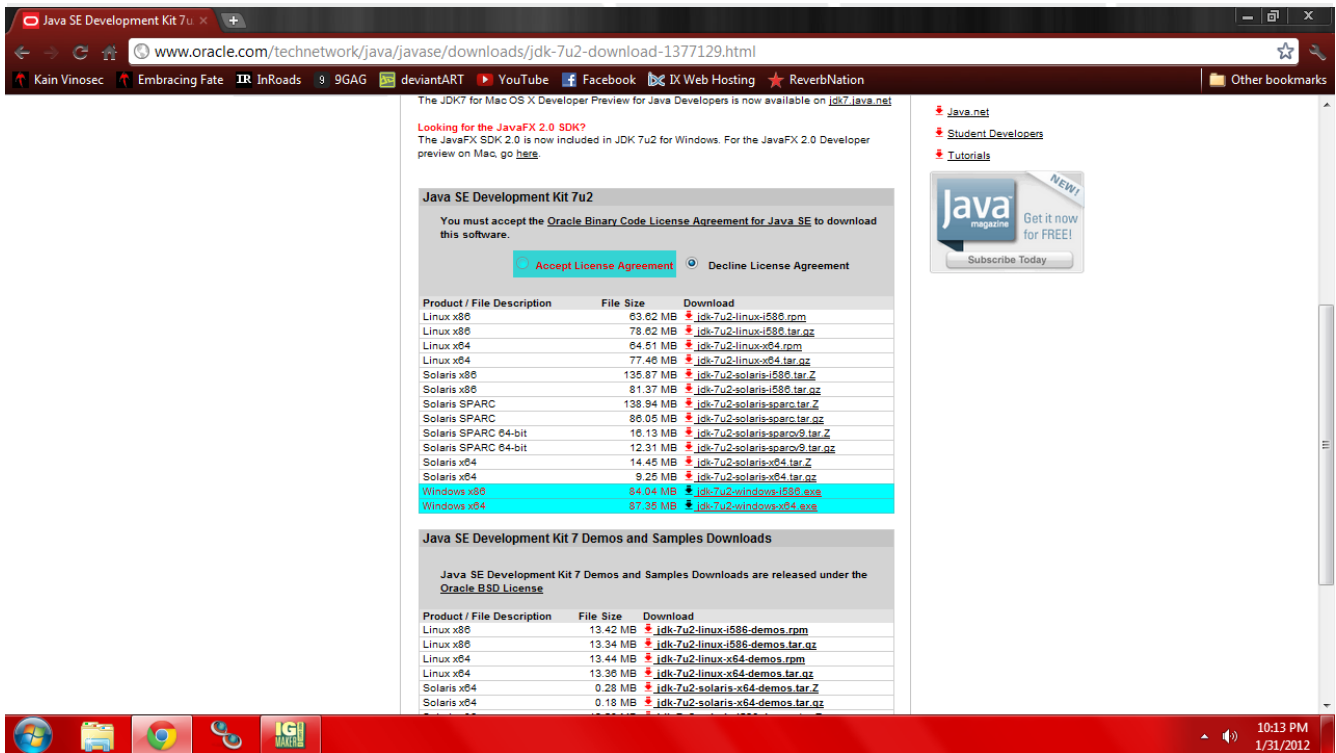 Java SE Development Kit 7u
www.oracle.com/technetwork/java/javase/downloads/jdk-7u2-download-1377129.html
Kain Vinosec Embracing Fate IR InRoads 9 9GAG deviantART YouTube Facebook IX Web Hosting ReverbNation Other bookmarks
The JDK7 for Mac OS X Developer Preview for Java Developers is now available on jdk7.java.net
Looking for the JavaFX 2.0 SDK?
The JavaFX SDK 2.0 is now included in JDK 7u2 for Windows. For the JavaFX 2.0 Developer
preview on Mac, go here.
Java.net
Student Developers
Tutorials
NEW!
Java
magazine
Get it now
for FREE!
Subscribe Today
Java SE Development Kit 7u2
You must accept the Oracle Binary Code License Agreement for Java SE to download
this software.
Accept License Agreement Decline License Agreement
Product / File Description File Size Download
Linux x86 63.62 MB jdk-7u2-linux-i586.rpm
Linux x86 78.62 MB jdk-7u2-linux-i586.tar.gz
Linux x64 64.51 MB jdk-7u2-linux-x64.rpm
Linux x64 77.46 MB jdk-7u2-linux-x64.tar.gz
Solaris x86 135.87 MB jdk-7u2-solaris-i586.tar.Z
Solaris x86 81.37 MB jdk-7u2-solaris-i586.tar.gz
Solaris SPARC 138.94 MB jdk-7u2-solaris-sparc.tar.Z
Solaris SPARC 86.05 MB jdk-7u2-solaris-sparc.tar.gz
Solaris SPARC 64-bit 16.13 MB jdk-7u2-solaris-sparcv9.tar.Z
Solaris SPARC 64-bit 12.31 MB jdk-7u2-solaris-sparcv9.tar.gz
Solaris x64 14.45 MB jdk-7u2-solaris-x64.tar.Z
Solaris x64 9.25 MB jdk-7u2-solaris-x64.tar.gz
Windows x86 84.04 MB jdk-7u2-windows-i586.exe
Windows x64 87.35 MB jdk-7u2-windows-x64.exe
Java SE Development Kit 7 Demos and Samples Downloads
Java SE Development Kit 7 Demos and Samples Downloads are released under the
Oracle BSD License
Product / File Description File Size Download
Linux x86 13.42 MB jdk-7u2-linux-i586-demos.rpm
Linux x86 13.34 MB jdk-7u2-linux-i586-demos.tar.gz
Linux x64 13.44 MB jdk-7u2-linux-x64-demos.rpm
Linux x64 13.36 MB jdk-7u2-linux-x64-demos.tar.gz
Solaris x64 0.28 MB jdk-7u2-solaris-x64-demos.tar.Z
Solaris x64 0.18 MB jdk-7u2-solaris-x64-demos.tar.gz
IG
MAKER
10:13 PM
1/31/2012